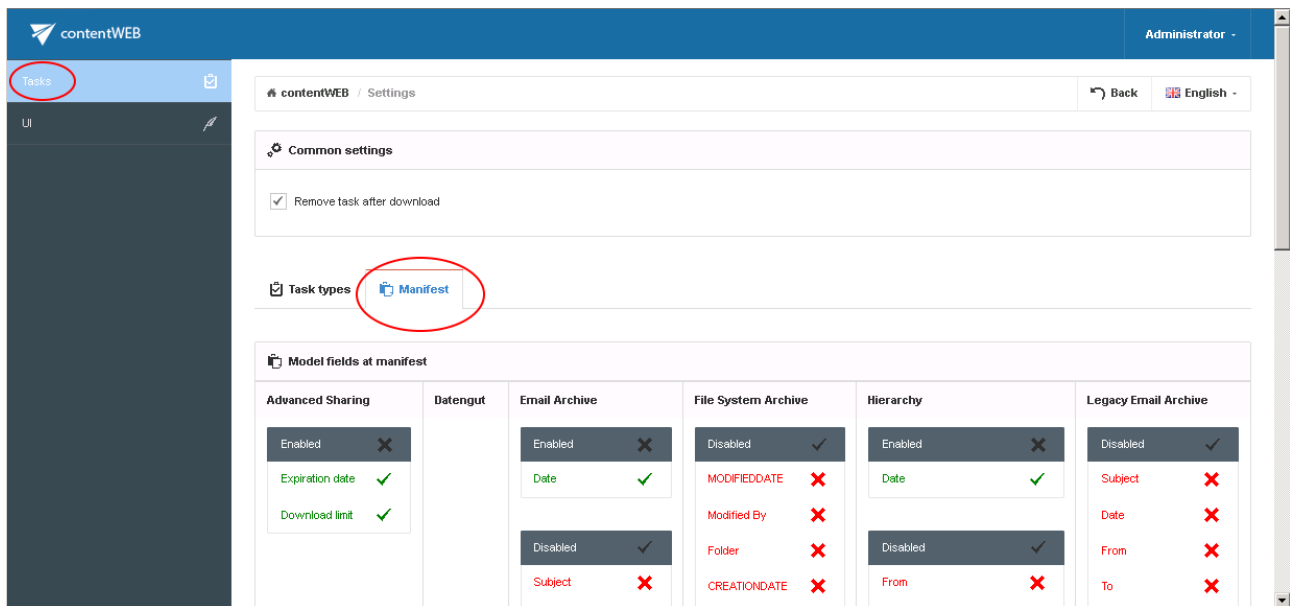 contentWEB
Administrator
Tasks
UI
contentWEB / Settings
Back
English
Common settings
Remove task after download
Task types
Manifest
Model fields at manifest
Advanced Sharing
Datengut
Email Archive
File System Archive
Hierarchy
Legacy Email Archive
Enabled
Enabled
Disabled
Enabled
Disabled
Expiration date
Date
MODIFIEDDATE
Date
Subject
Download limit
Modified By
Date
Disabled
Folder
Disabled
From
Subject
CREATIONDATE
From
To